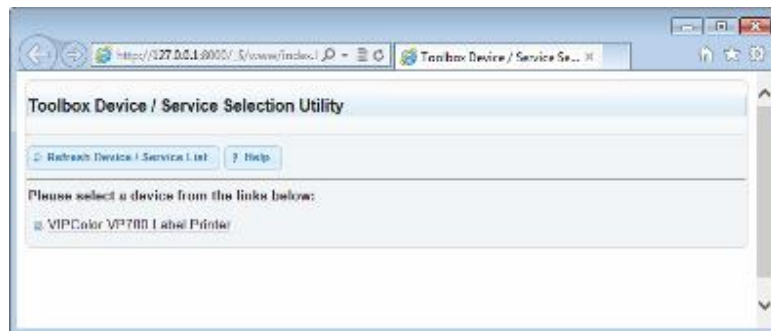 http://127.0.0.1:8000/_S/www/index.l
Toolbox Device / Service Se...
Toolbox Device / Service Selection Utility
Refresh Device / Service List
? Help
Please select a device from the links below:
VIPColor VP700 Label Printer